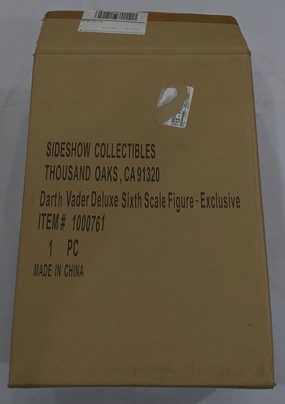 SIDESHOW COLLECTIBLES
THOUSAND OAKS, CA 91320
Darth Vader Deluxe Sixth Scale Figure - Exclusive
ITEM# 1000761
1 PC
MADE IN CHINA